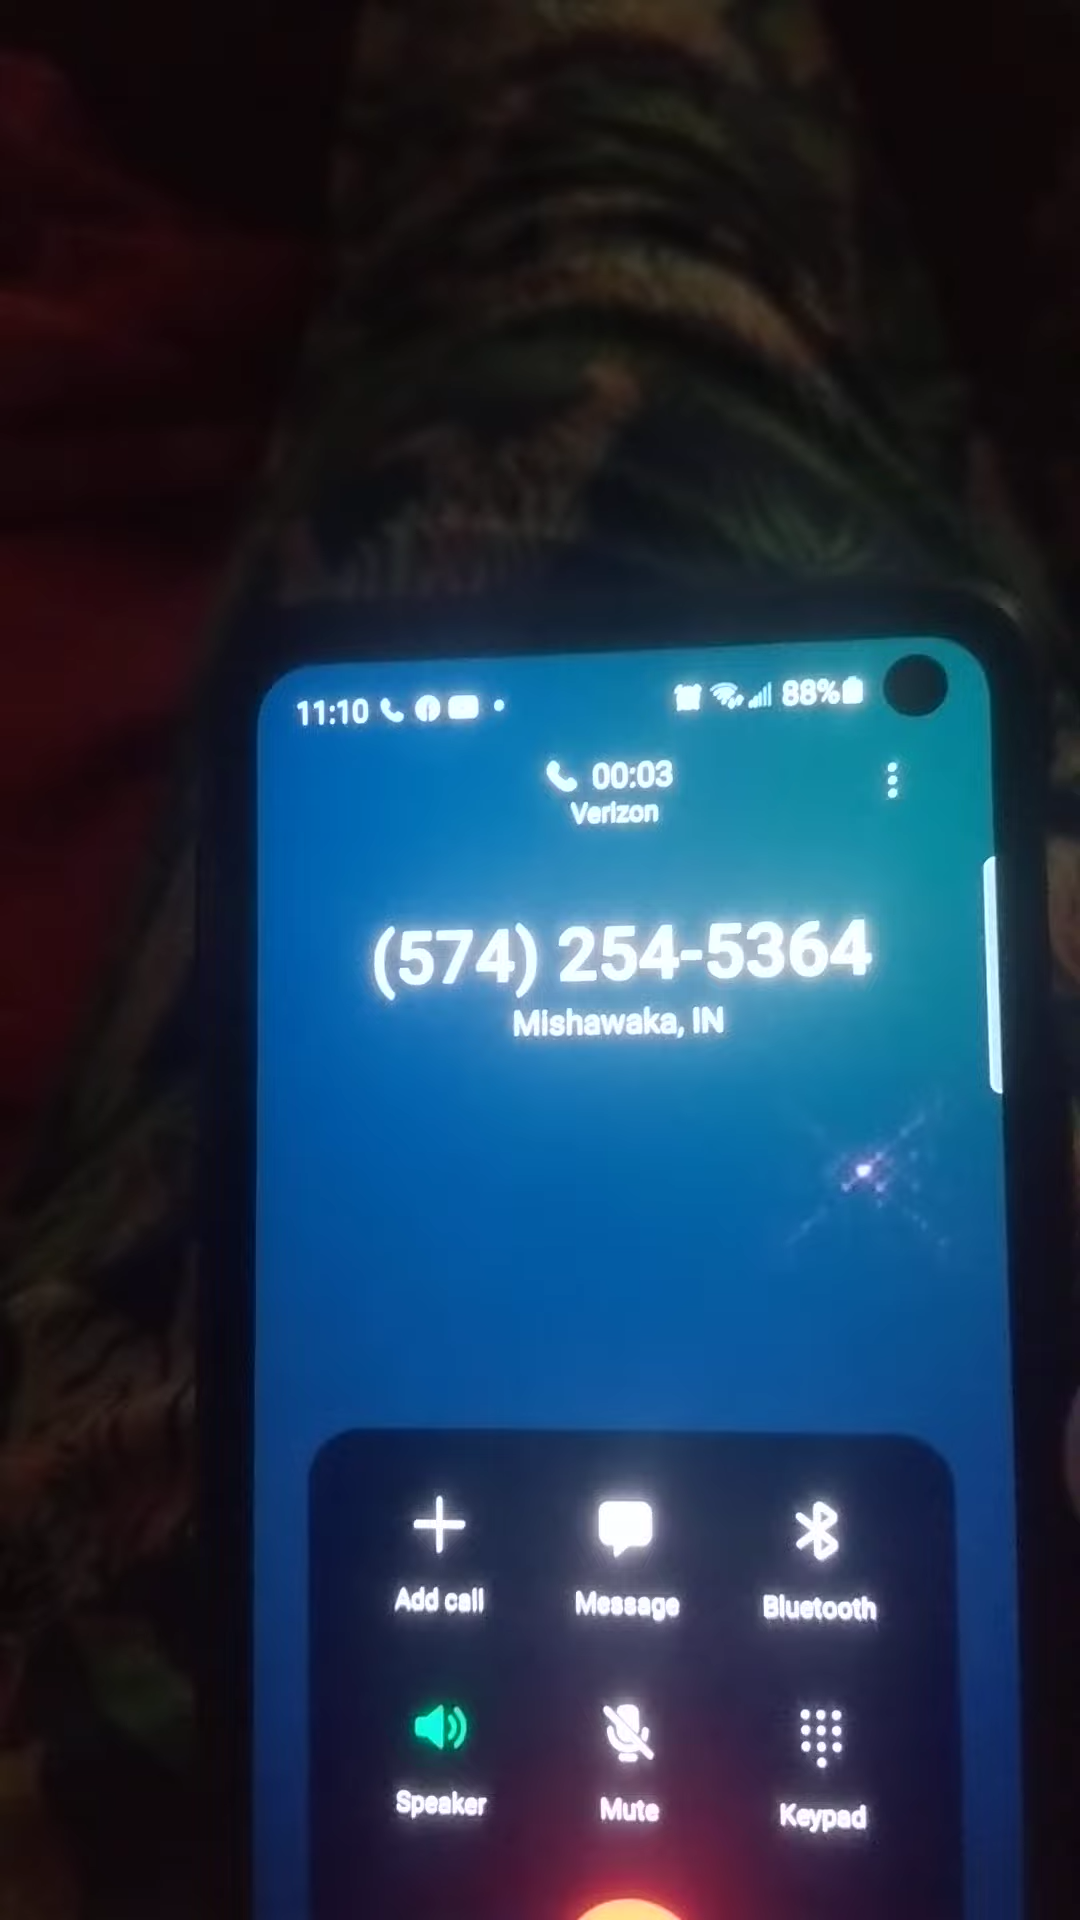 11:10 88%
00:03
Verizon
(574) 254-5364
Mishawaka, IN
Add call Message Bluetooth
Speaker Mute Keypad